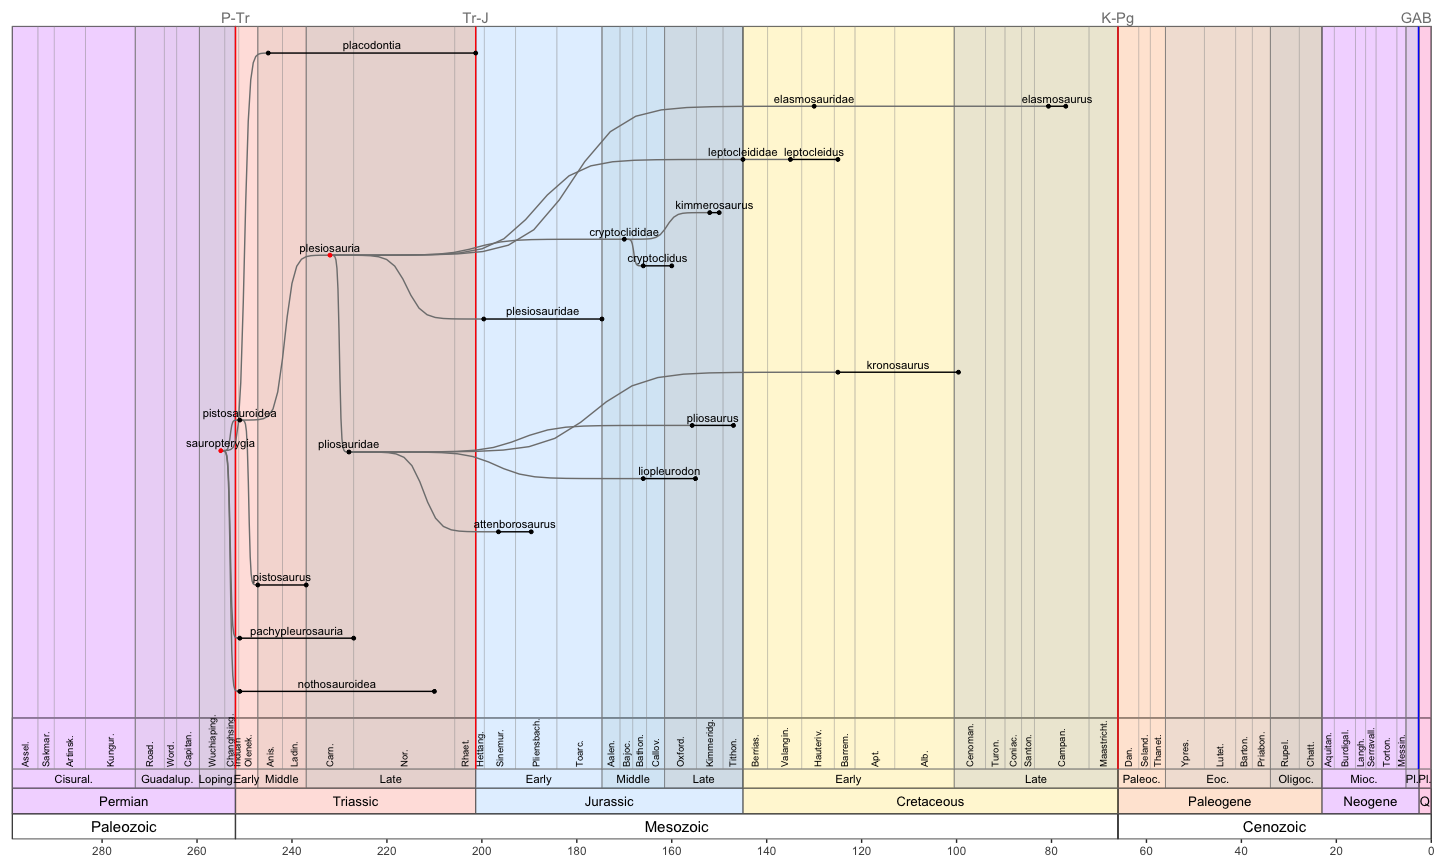 P-Tr Tr-J K-Pg GAB
placodontia
elasmosauridae elasmosaurus
leptocleididae leptocleidus
kimmerosaurus
cryptoclididae
plesiosauria
cryptoclidus
plesiosauridae
kronosaurus
pistosauroidea
pliosaurus
sauropterygia pliosauridae
liopleurodon
attenborosaurus
pistosaurus
pachypleurosauria
nothosauroidea
Assel. Sakmar. Artinsk. Kungur. Road. Word. Capitan. Wuchiaping. Changhsing. Induan Olenek. Anis. Ladin. Carn. Nor. Rhaet. Hettang. Sinemur. Pliensbach. Toarc. Aalen. Bajoc. Bathon. Callov. Oxford. Kimmeridg. Tithon. Berrias. Valangin. Hauteriv. Barrem. Apt. Alb. Cenoman. Turon. Coniac. Santon. Campan. Maastricht. Dan. Seland. Thanet. Ypres. Lutet. Barton. Priabon. Rupel. Chatt. Aquitan. Burdigal. Langh. Serravall. Torton. Messin.
Cisural. Guadalup. Loping. Early Middle Late Early Middle Late Early Late Paleoc. Eoc. Oligoc. Mioc. Pl. Pl.
Permian Triassic Jurassic Cretaceous Paleogene Neogene Q
Paleozoic Mesozoic Cenozoic
280 260 240 220 200 180 160 140 120 100 80 60 40 20 0